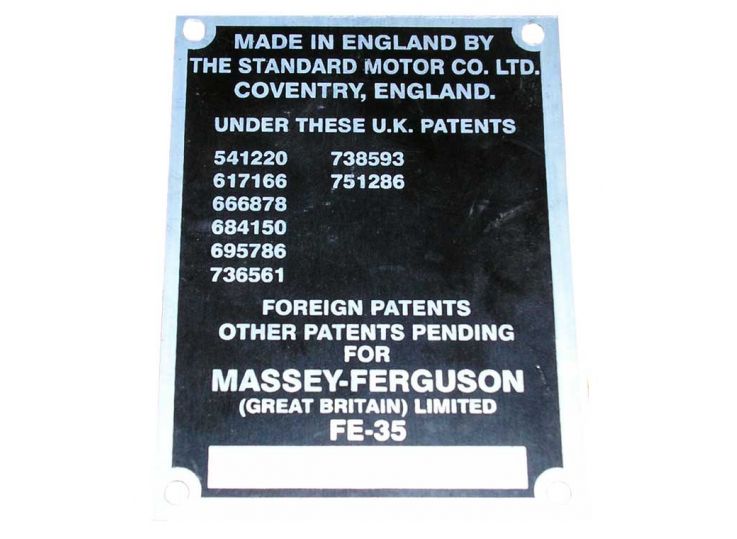 MADE IN ENGLAND BY
THE STANDARD MOTOR CO. LTD.
COVENTRY, ENGLAND.
UNDER THESE U.K. PATENTS
541220 738593
617166 751286
666878
684150
695786
736561
FOREIGN PATENTS
OTHER PATENTS PENDING
FOR
MASSEY-FERGUSON
(GREAT BRITAIN) LIMITED
FE-35